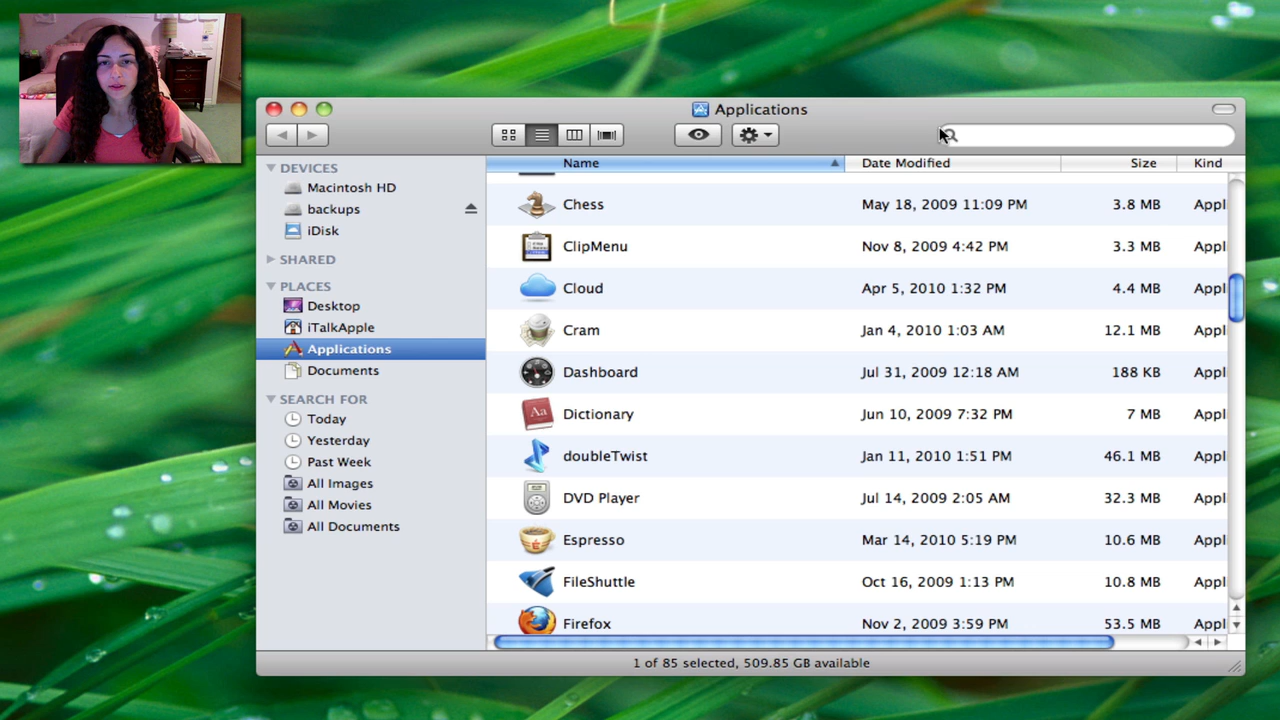 Applications
DEVICES
Macintosh HD
backups
iDisk
SHARED
PLACES
Desktop
iTalkApple
Applications
Documents
SEARCH FOR
Today
Yesterday
Past Week
All Images
All Movies
All Documents
Name Date Modified Size Kind
Chess May 18, 2009 11:09 PM 3.8 MB Appl
ClipMenu Nov 8, 2009 4:42 PM 3.3 MB Appl
Cloud Apr 5, 2010 1:32 PM 4.4 MB Appl
Cram Jan 4, 2010 1:03 AM 12.1 MB Appl
Dashboard Jul 31, 2009 12:18 AM 188 KB Appl
Aa
Dictionary Jun 10, 2009 7:32 PM 7 MB Appl
doubleTwist Jan 11, 2010 1:51 PM 46.1 MB Appl
DVD Player Jul 14, 2009 2:05 AM 32.3 MB Appl
Espresso Mar 14, 2010 5:19 PM 10.6 MB Appl
FileShuttle Oct 16, 2009 1:13 PM 10.8 MB Appl
Firefox Nov 2, 2009 3:59 PM 53.5 MB Appl
1 of 85 selected, 509.85 GB available